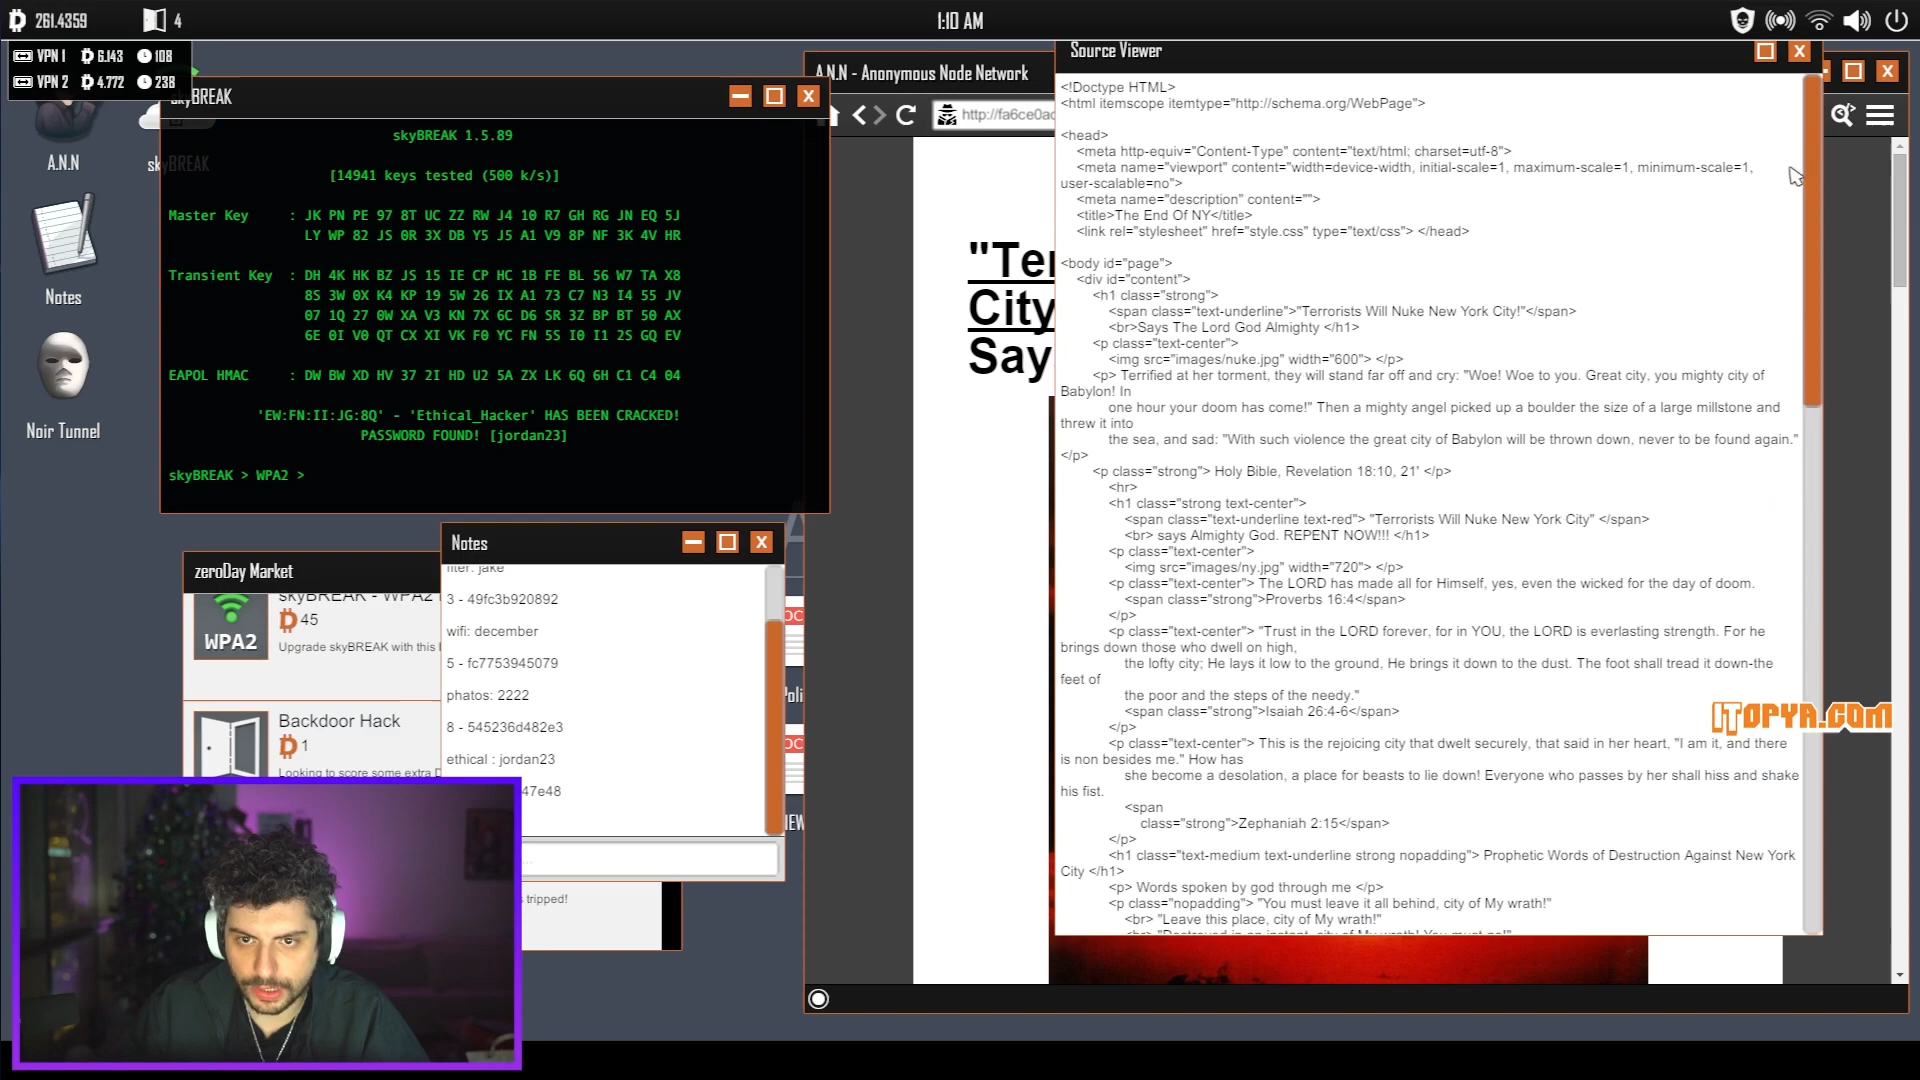 261.4359
4
1:10 AM
VPN 1 6.143 108
VPN 2 4.772 238
A.N.N
skyBREAK
Notes
Noir Tunnel
skyBREAK
skyBREAK 1.5.89
[14941 keys tested (500 k/s)]
Master Key : JK PN PE 97 8T UC ZZ RW J4 10 R7 GH RG JN EQ 5J
LY WP 82 JS 0R 3X DB Y5 J5 A1 V9 8P NF 3K 4V HR
Transient Key : DH 4K HK BZ JS 15 IE CP HC 1B FE BL 56 W7 TA X8
8S 3W 0X K4 KP 19 5W 26 IX A1 73 C7 N3 I4 55 JV
07 1Q 27 0W XA V3 KN 7X 6C D6 SR 3Z BP BT 50 AX
6E 0I V0 QT CX XI VK F0 YC FN 5S I0 I1 2S GQ EV
EAPOL HMAC : DW BW XD HV 37 2I HD U2 5A ZX LK 6Q 6H C1 C4 04
'EW:FN:II:JG:8Q' - 'Ethical_Hacker' HAS BEEN CRACKED!
PASSWORD FOUND! [jordan23]
skyBREAK > WPA2 >
zeroDay Market
skyBREAK - WPA2
WPA2
45
Upgrade skyBREAK with this
Backdoor Hack
1
Looking to score some extra D
tripped!
Notes
3 - 49fc3b920892
wifi: december
5 - fc7753945079
photos: 2222
8 - 545236d482e3
ethical : jordan23
47e48
A.N.N - Anonymous Node Network
http://fa6ce0ac
"Ter
City
Say
Source Viewer
<!Doctype HTML>
<html itemscope itemtype="http://schema.org/WebPage">
<head>
<meta http-equiv="Content-Type" content="text/html; charset=utf-8">
<meta name="viewport" content="width=device-width, initial-scale=1, maximum-scale=1, minimum-scale=1,
user-scalable=no">
<meta name="description" content="">
<title>The End Of NY</title>
<link rel="stylesheet" href="style.css" type="text/css"> </head>
<body id="page">
<div id="content">
<h1 class="strong">
<span class="text-underline">"Terrorists Will Nuke New York City!"</span>
<br>Says The Lord God Almighty </h1>
<p class="text-center">
<img src="images/nuke.jpg" width="600"> </p>
<p> Terrified at her torment, they will stand far off and cry: "Woe! Woe to you. Great city, you mighty city of
Babylon! In
one hour your doom has come!" Then a mighty angel picked up a boulder the size of a large millstone and
threw it into
the sea, and sad: "With such violence the great city of Babylon will be thrown down, never to be found again."
</p>
<p class="strong"> Holy Bible, Revelation 18:10, 21' </p>
<hr>
<h1 class="strong text-center">
<span class="text-underline text-red"> "Terrorists Will Nuke New York City" </span>
<br> says Almighty God. REPENT NOW!!! </h1>
<p class="text-center">
<img src="images/ny.jpg" width="720"> </p>
<p class="text-center"> The LORD has made all for Himself, yes, even the wicked for the day of doom.
<span class="strong">Proverbs 16:4</span>
</p>
<p class="text-center"> "Trust in the LORD forever, for in YOU, the LORD is everlasting strength. For he
brings down those who dwell on high,
the lofty city; He lays it low to the ground, He brings it down to the dust. The foot shall tread it down-the
feet of
the poor and the steps of the needy."
<span class="strong">Isaiah 26:4-6</span>
</p>
<p class="text-center"> This is the rejoicing city that dwelt securely, that said in her heart, "I am it, and there
is non besides me." How has
she become a desolation, a place for beasts to lie down! Everyone who passes by her shall hiss and shake
his fist.
<span
class="strong">Zephaniah 2:15</span>
</p>
<h1 class="text-medium text-underline strong nopadding"> Prophetic Words of Destruction Against New York
City </h1>
<p> Words spoken by god through me </p>
<p class="nopadding"> "You must leave it all behind, city of My wrath!"
<br> "Leave this place, city of My wrath!"
ITOPYA.COM